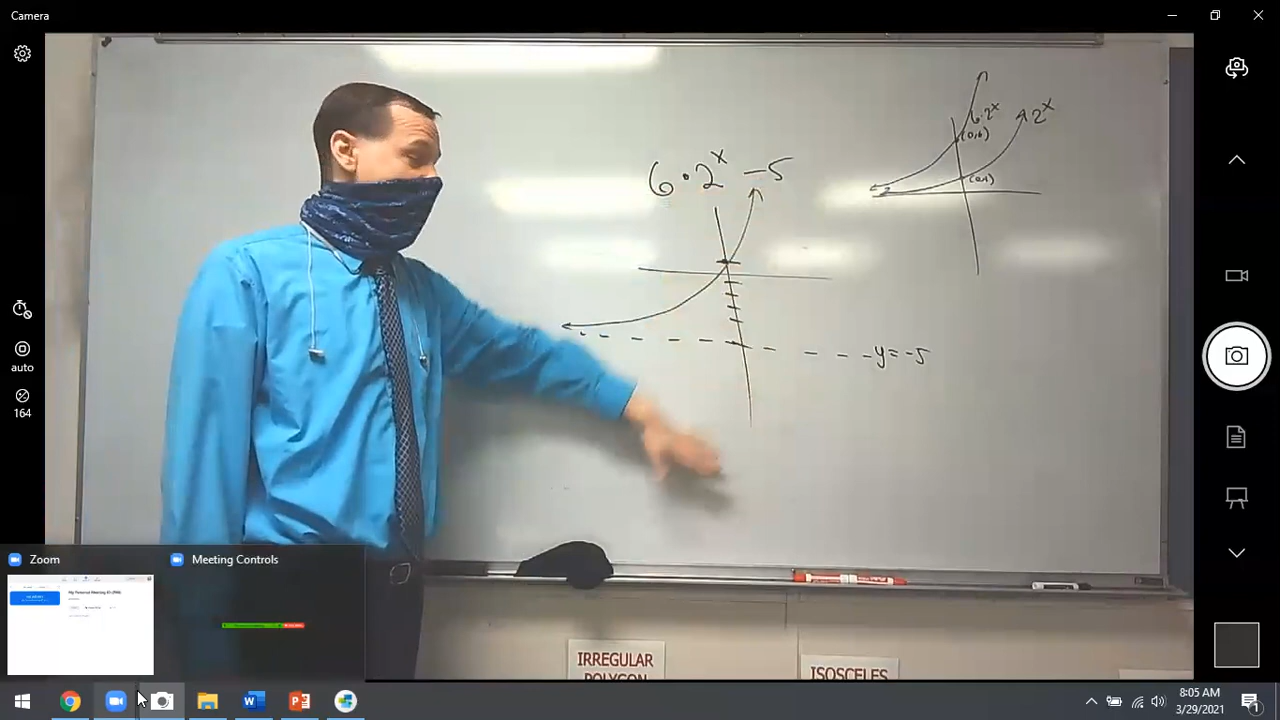 Camera
6·2^x
(0,6)
2^x
(0,1)
6·2^x -5
y=-5
auto
164
Zoom
Meeting Controls
IRREGULAR
POLYGON
ISOSCELES
8:05 AM
3/29/2021
1